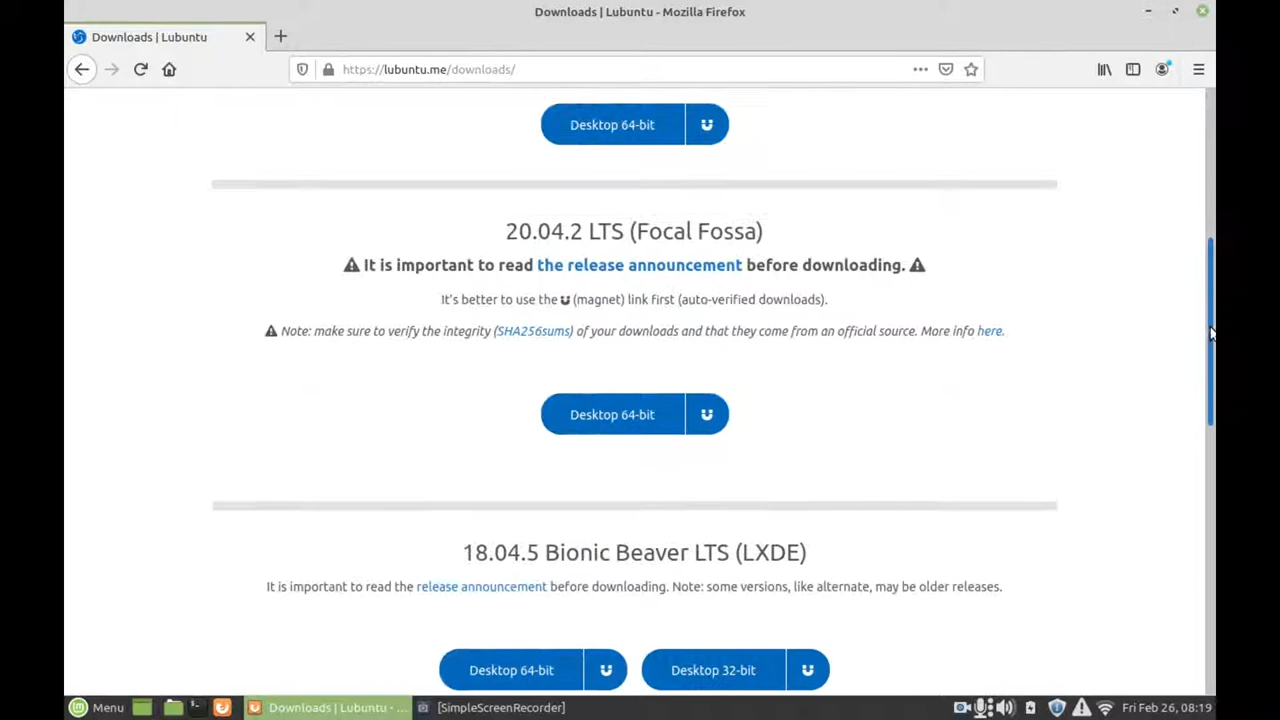 Downloads | Lubuntu - Mozilla Firefox
Downloads | Lubuntu
https://lubuntu.me/downloads/
Desktop 64-bit
20.04.2 LTS (Focal Fossa)
It is important to read the release announcement before downloading.
It's better to use the (magnet) link first (auto-verified downloads).
Note: make sure to verify the integrity (SHA256sums) of your downloads and that they come from an official source. More info here.
Desktop 64-bit
18.04.5 Bionic Beaver LTS (LXDE)
It is important to read the release announcement before downloading. Note: some versions, like alternate, may be older releases.
Desktop 64-bit
Desktop 32-bit
Menu
Downloads | Lubuntu - ...
[SimpleScreenRecorder]
Fri Feb 26, 08:19